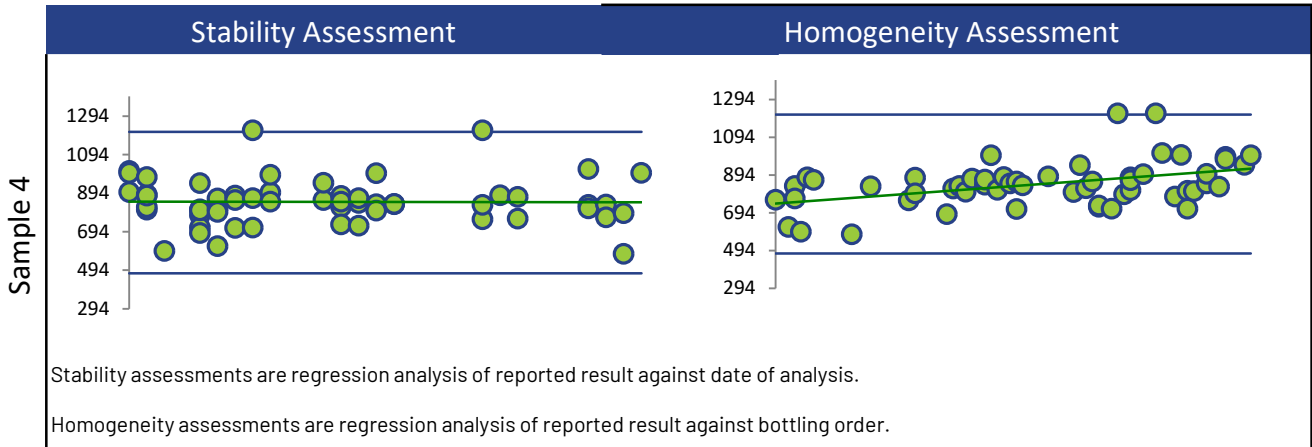 Stability Assessment
Homogeneity Assessment
Sample 4
1294
1094
894
694
494
294
1294
1094
894
694
494
294
Stability assessments are regression analysis of reported result against date of analysis.
Homogeneity assessments are regression analysis of reported result against bottling order.